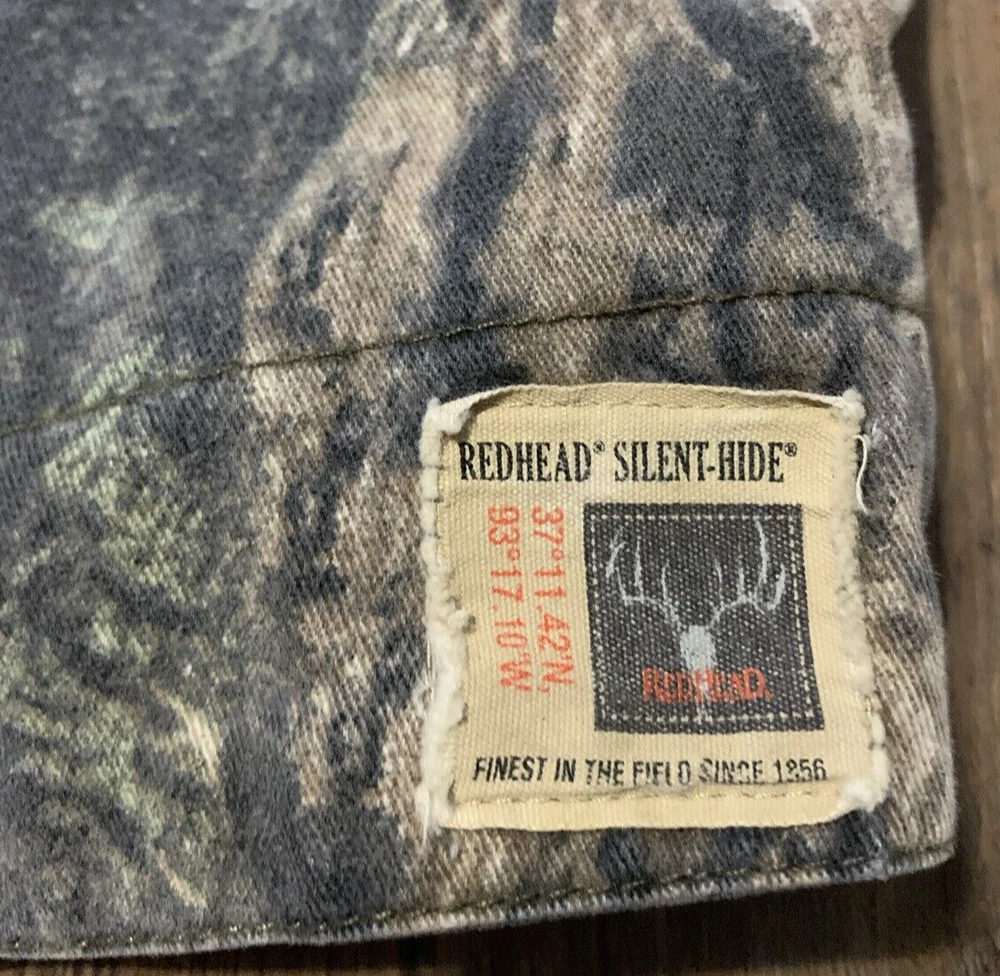 REDHEAD® SILENT-HIDE®
37°11.42'N,
93°17.10'W
REDHEAD.
FINEST IN THE FIELD SINCE 1856